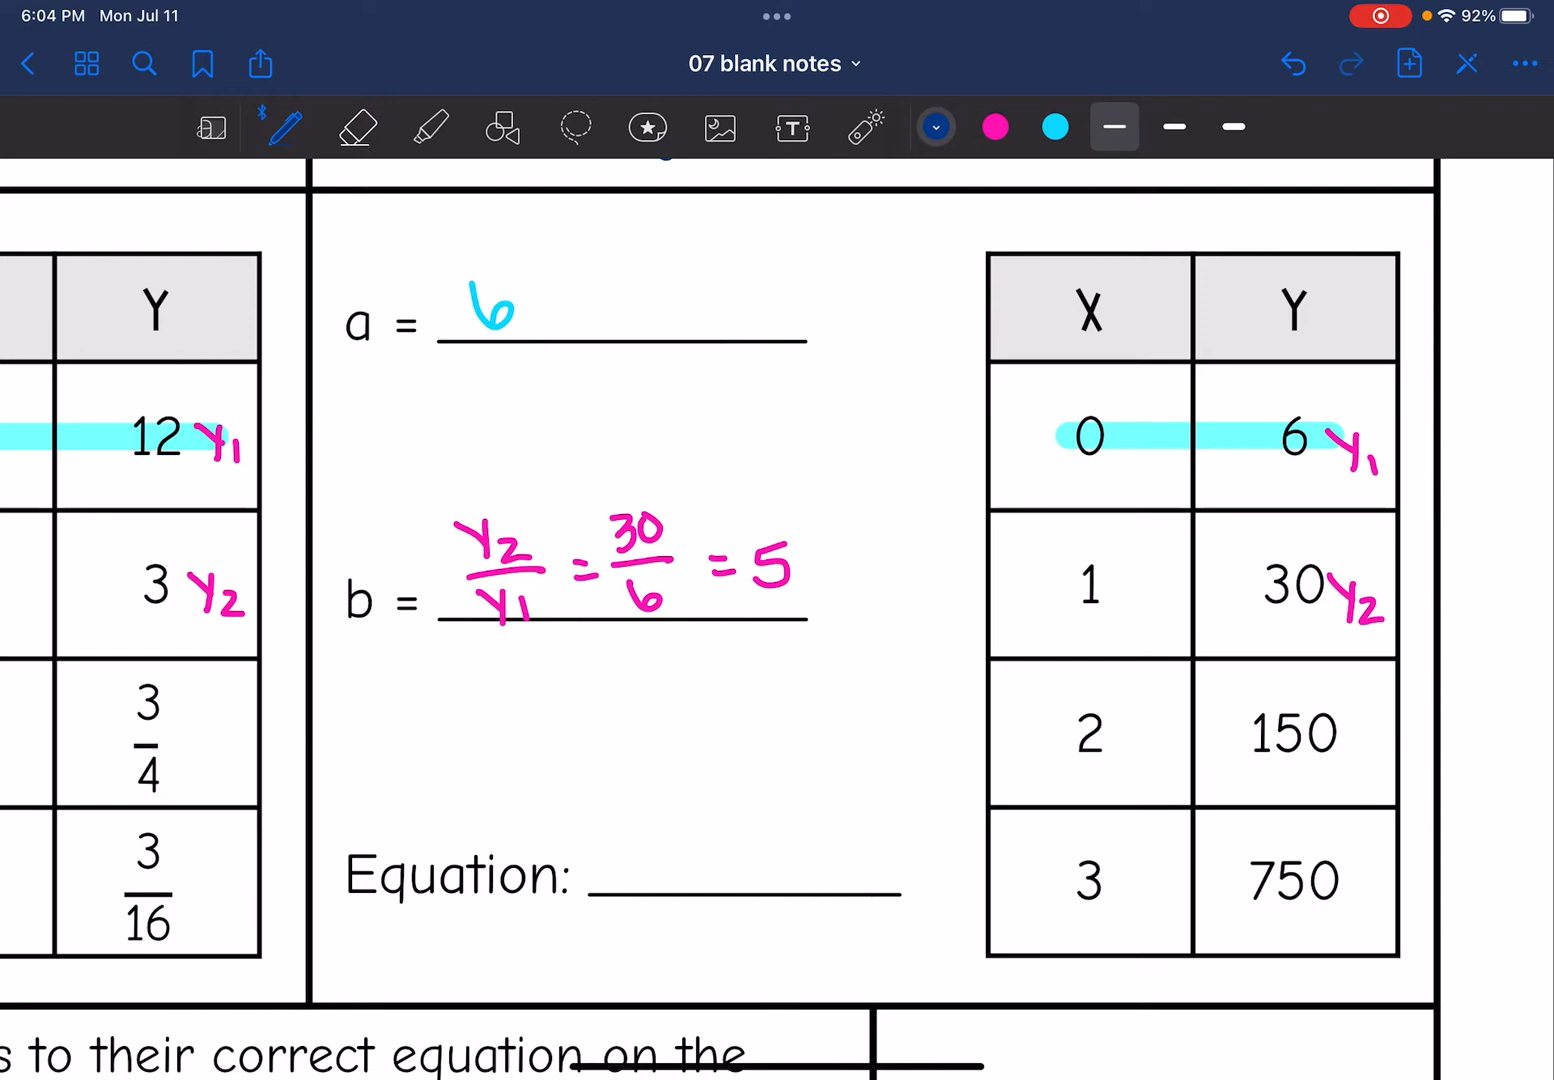 6:04 PM Mon Jul 11
92%
07 blank notes
T
Y
12 Y1
3 Y2
3
4
3
16
a = 6
b = Y2/Y1 = 30/6 = 5
Equation:
X Y
0 6 Y1
1 30 Y2
2 150
3 750
s to their correct equation on the